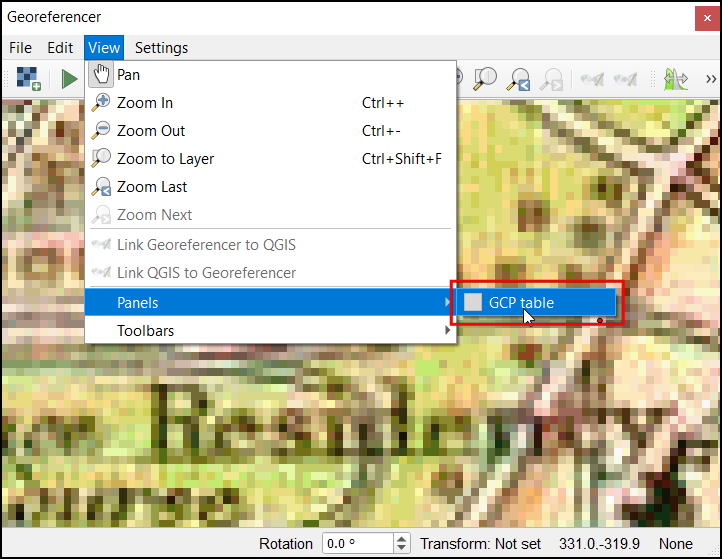 Georeferencer
File Edit View Settings
Pan
Zoom In Ctrl++
Zoom Out Ctrl+-
Zoom to Layer Ctrl+Shift+F
Zoom Last
Zoom Next
Link Georeferencer to QGIS
Link QGIS to Georeferencer
Panels GCP table
Toolbars
Rotation 0.0 ° Transform: Not set 331.0,-319.9 None